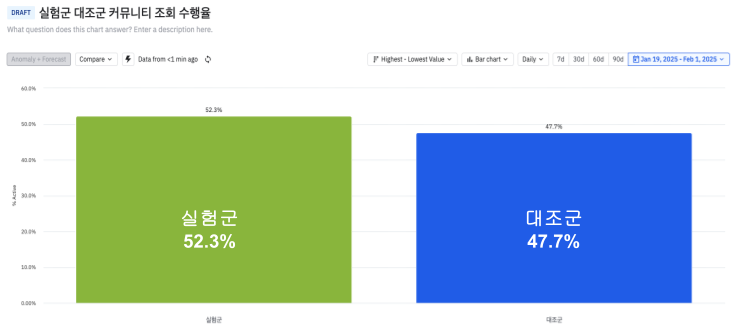 DRAFT 실험군 대조군 커뮤니티 조회 수행율
What question does this chart answer? Enter a description here.
Anomaly + Forecast Compare Data from <1 min ago Highest - Lowest Value Bar chart Daily 7d 30d 60d 90d Jan 19, 2025 - Feb 1, 2025
60.0%
52.3%
50.0%
47.7%
40.0%
30.0%
% Active
실험군
52.3%
대조군
47.7%
20.0%
10.0%
0.00%
실험군
대조군